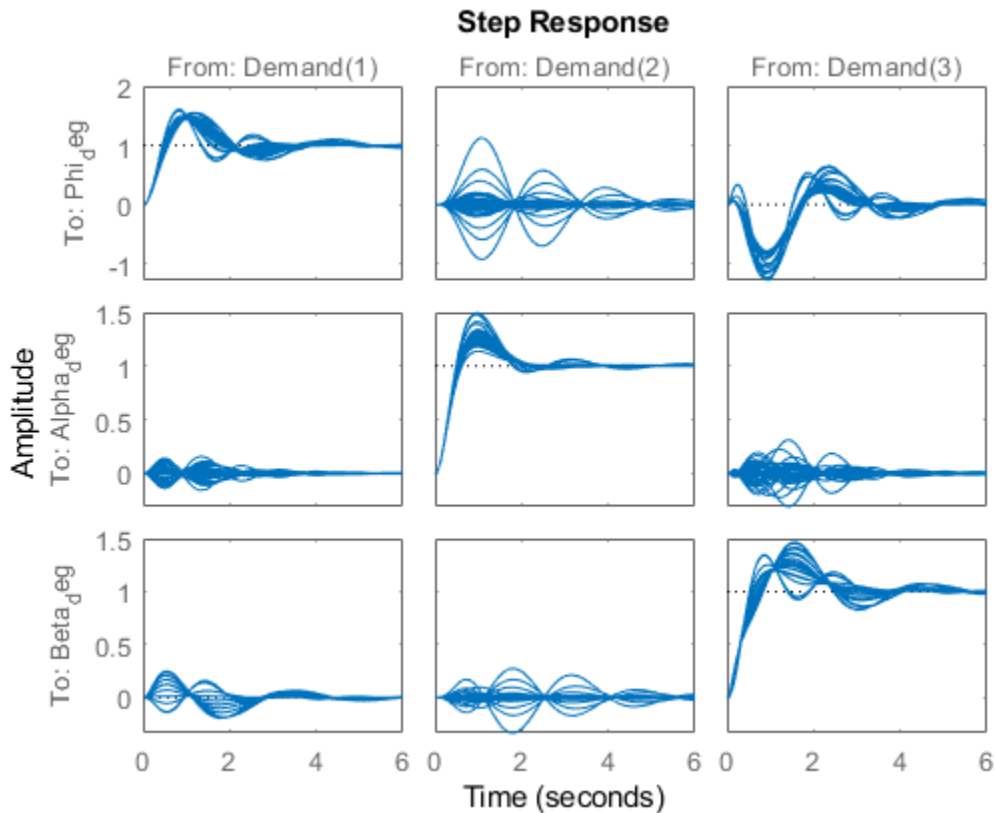 Step Response
From: Demand(1) From: Demand(2) From: Demand(3)
To: Phi_deg
2
1
0
-1
To: Alpha_deg
1.5
1
0.5
0
To: Beta_deg
1.5
1
0.5
0
Amplitude
0 2 4 6 0 2 4 6 0 2 4 6
Time (seconds)